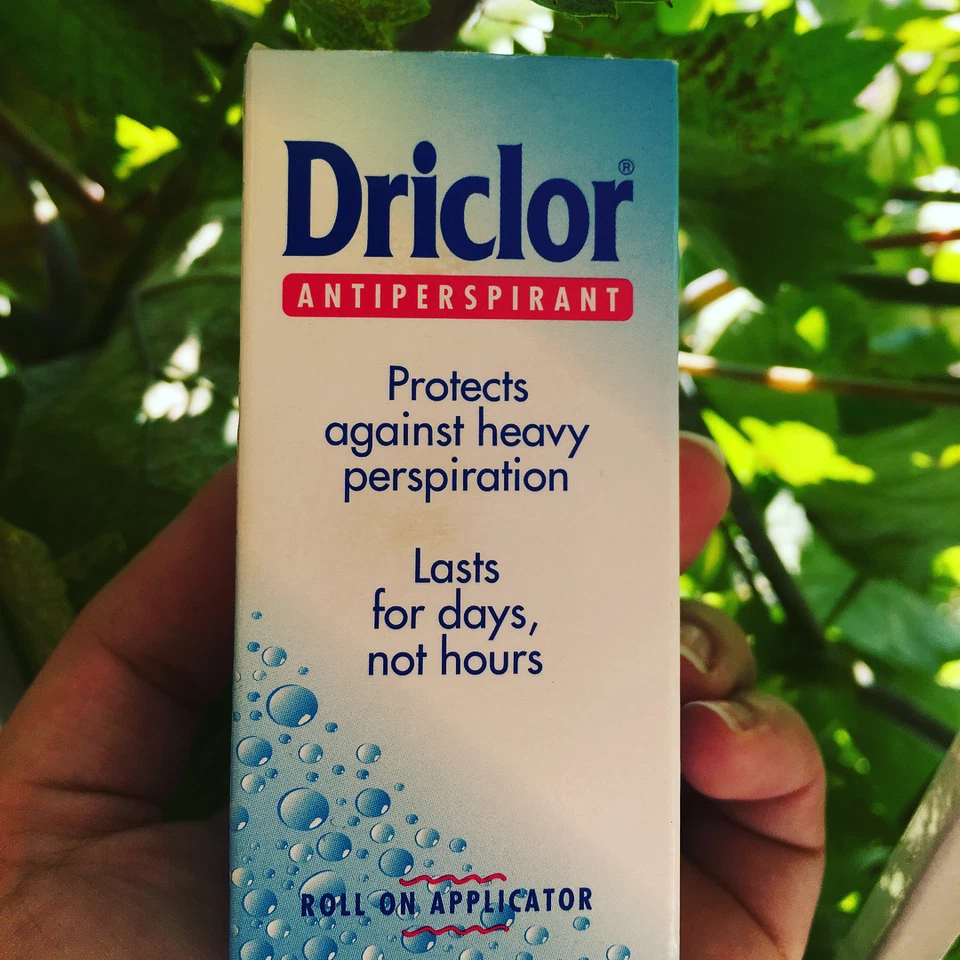 Driclor®
ANTIPERSPIRANT
Protects
against heavy
perspiration
Lasts
for days,
not hours
ROLL ON APPLICATOR